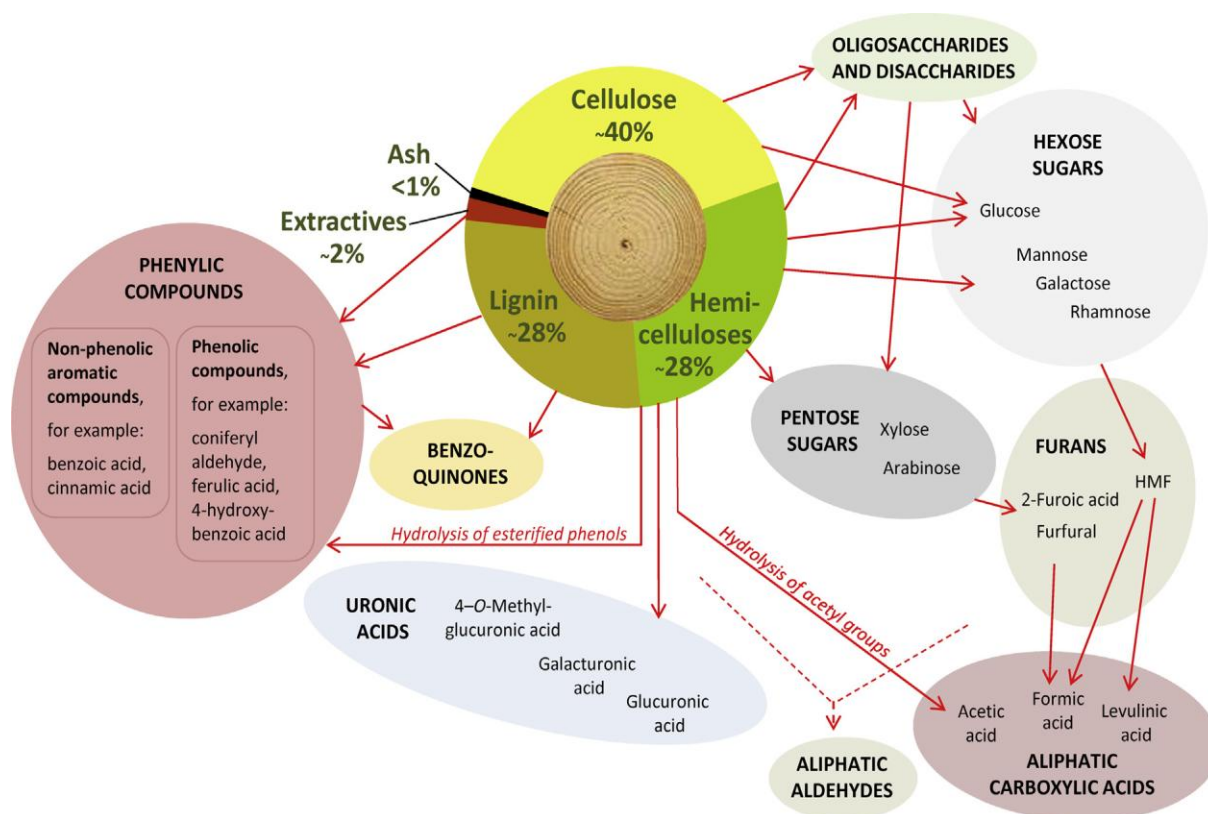 OLIGOSACCHARIDES
AND DISACCHARIDES
Cellulose
~40%
Ash
<1%
Extractives
~2%
Lignin
~28%
Hemi-
celluloses
~28%
HEXOSE
SUGARS
Glucose
Mannose
Galactose
Rhamnose
PHENYLIC
COMPOUNDS
Non-phenolic
aromatic
compounds,
for example:
benzoic acid,
cinnamic acid
Phenolic
compounds,
for example:
coniferyl
aldehyde,
ferulic acid,
4-hydroxy-
benzoic acid
BENZO-
QUINONES
PENTOSE
SUGARS
Xylose
Arabinose
FURANS
HMF
2-Furoic acid
Furfural
Hydrolysis of esterified phenols
Hydrolysis of acetyl groups
URONIC
ACIDS
4–O-Methyl-
glucuronic acid
Galacturonic
acid
Glucuronic
acid
ALIPHATIC
ALDEHYDES
Acetic
acid
Formic
acid
Levulinic
acid
ALIPHATIC
CARBOXYLIC ACIDS